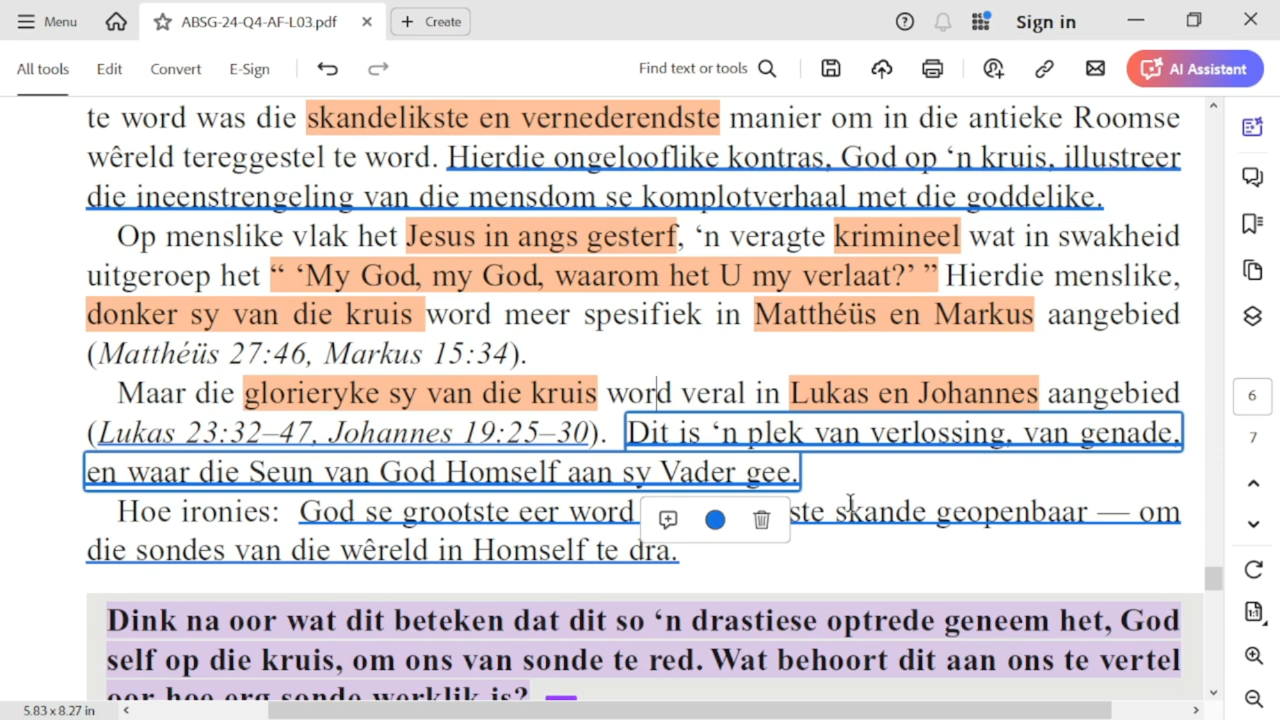 Menu
ABSG-24-Q4-AF-L03.pdf
Create
Sign in
All tools
Edit
Convert
E-Sign
Find text or tools
AI Assistant
te word was die skandelikste en vernederendste manier om in die antieke Roomse
wêreld tereggestel te word. Hierdie ongelooflike kontras, God op ‘n kruis, illustreer
die ineenstrengeling van die mensdom se komplotverhaal met die goddelike.
Op menslike vlak het Jesus in angs gesterf, ‘n veragte krimineel wat in swakheid
uitgeroep het “ ‘My God, my God, waarom het U my verlaat?’ ” Hierdie menslike,
donker sy van die kruis word meer spesifiek in Matthéüs en Markus aangebied
(Matthéüs 27:46, Markus 15:34).
Maar die glorieryke sy van die kruis word veral in Lukas en Johannes aangebied
(Lukas 23:32–47, Johannes 19:25–30). Dit is ‘n plek van verlossing, van genade,
en waar die Seun van God Homself aan sy Vader gee.
Hoe ironies: God se grootste eer word ste skande geopenbaar — om
die sondes van die wêreld in Homself te dra.
Dink na oor wat dit beteken dat dit so ‘n drastiese optrede geneem het, God
self op die kruis, om ons van sonde te red. Wat behoort dit aan ons te vertel
oor hoe erg sonde werklik is?
6
7
5.83 x 8.27 in